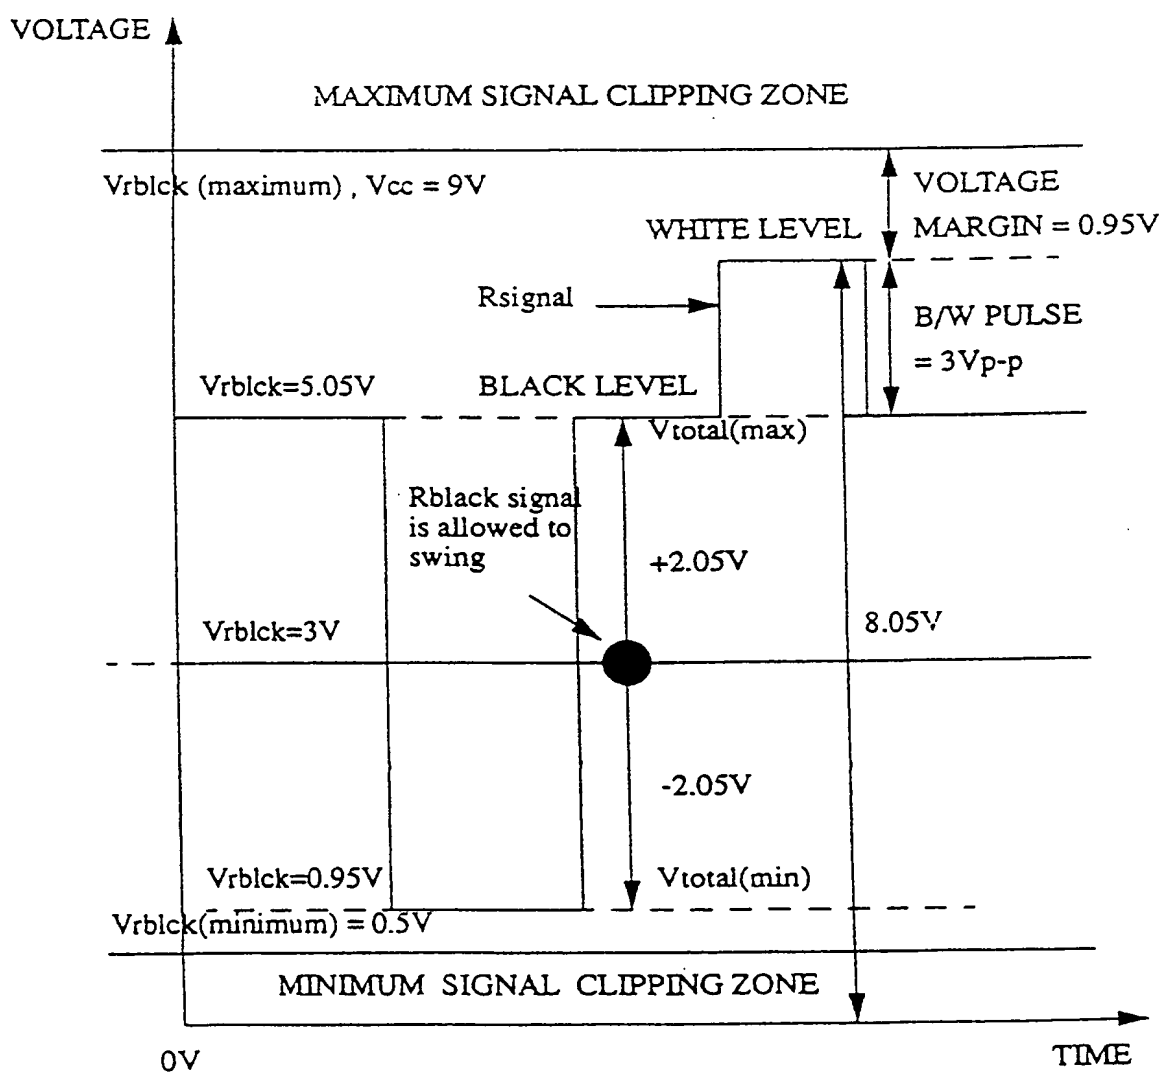 VOLTAGE
MAXIMUM SIGNAL CLIPPING ZONE
Vrblck (maximum) , Vcc = 9V
VOLTAGE
MARGIN = 0.95V
WHITE LEVEL
Rsignal
B/W PULSE
= 3Vp-p
Vrblck=5.05V
BLACK LEVEL
Vtotal(max)
Rblack signal
is allowed to
swing
+2.05V
Vrblck=3V
8.05V
-2.05V
Vrblck=0.95V
Vtotal(min)
Vrblck(minimum) = 0.5V
MINIMUM SIGNAL CLIPPING ZONE
0V
TIME